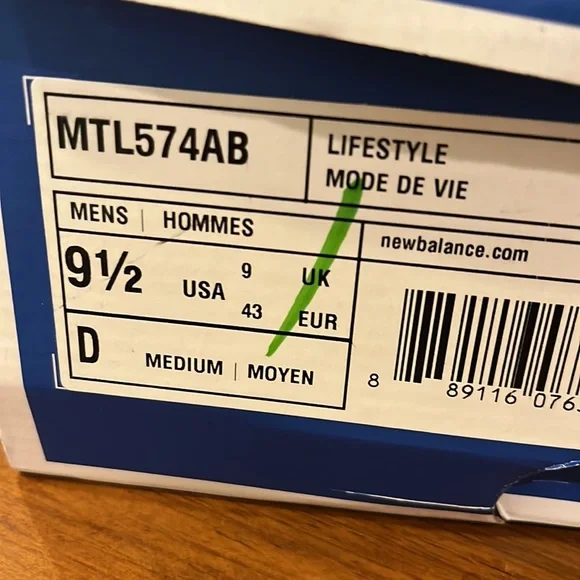 MTL574AB
LIFESTYLE
MODE DE VIE
MENS | HOMMES
newbalance.com
9½ USA 9 UK
43 EUR
D MEDIUM | MOYEN
8 89116 076